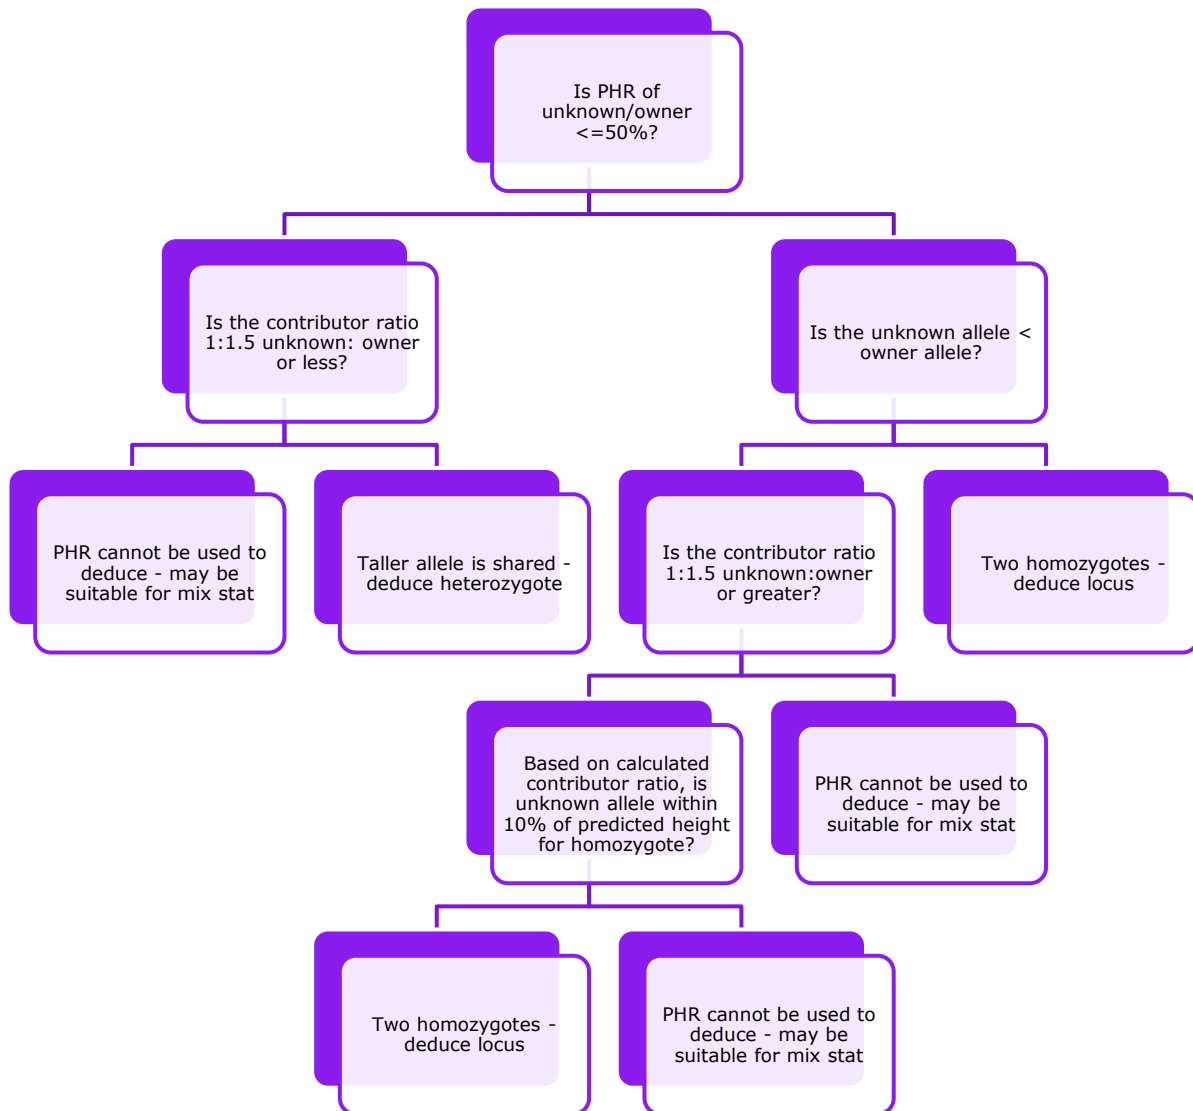 Is PHR of
unknown/owner
<=50%?
Is the contributor ratio
1:1.5 unknown: owner
or less?
Is the unknown allele <
owner allele?
PHR cannot be used to
deduce - may be
suitable for mix stat
Taller allele is shared -
deduce heterozygote
Is the contributor ratio
1:1.5 unknown:owner
or greater?
Two homozygotes -
deduce locus
Based on calculated
contributor ratio, is
unknown allele within
10% of predicted height
for homozygote?
PHR cannot be used to
deduce - may be
suitable for mix stat
Two homozygotes -
deduce locus
PHR cannot be used to
deduce - may be
suitable for mix stat